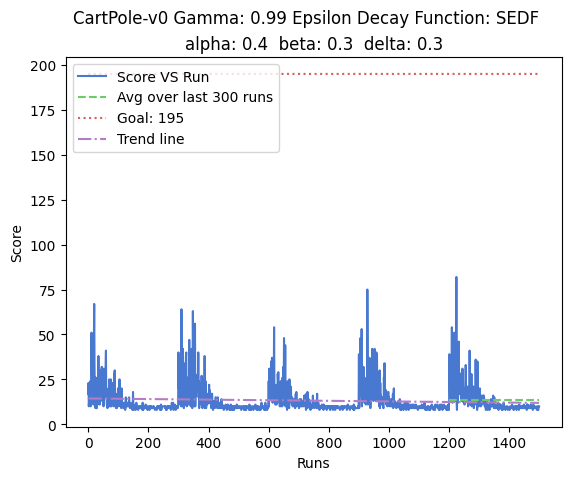 CartPole-v0 Gamma: 0.99 Epsilon Decay Function: SEDF
alpha: 0.4  beta: 0.3  delta: 0.3
Score VS Run
Avg over last 300 runs
Goal: 195
Trend line
Score
200
175
150
125
100
75
50
25
0
0 200 400 600 800 1000 1200 1400
Runs